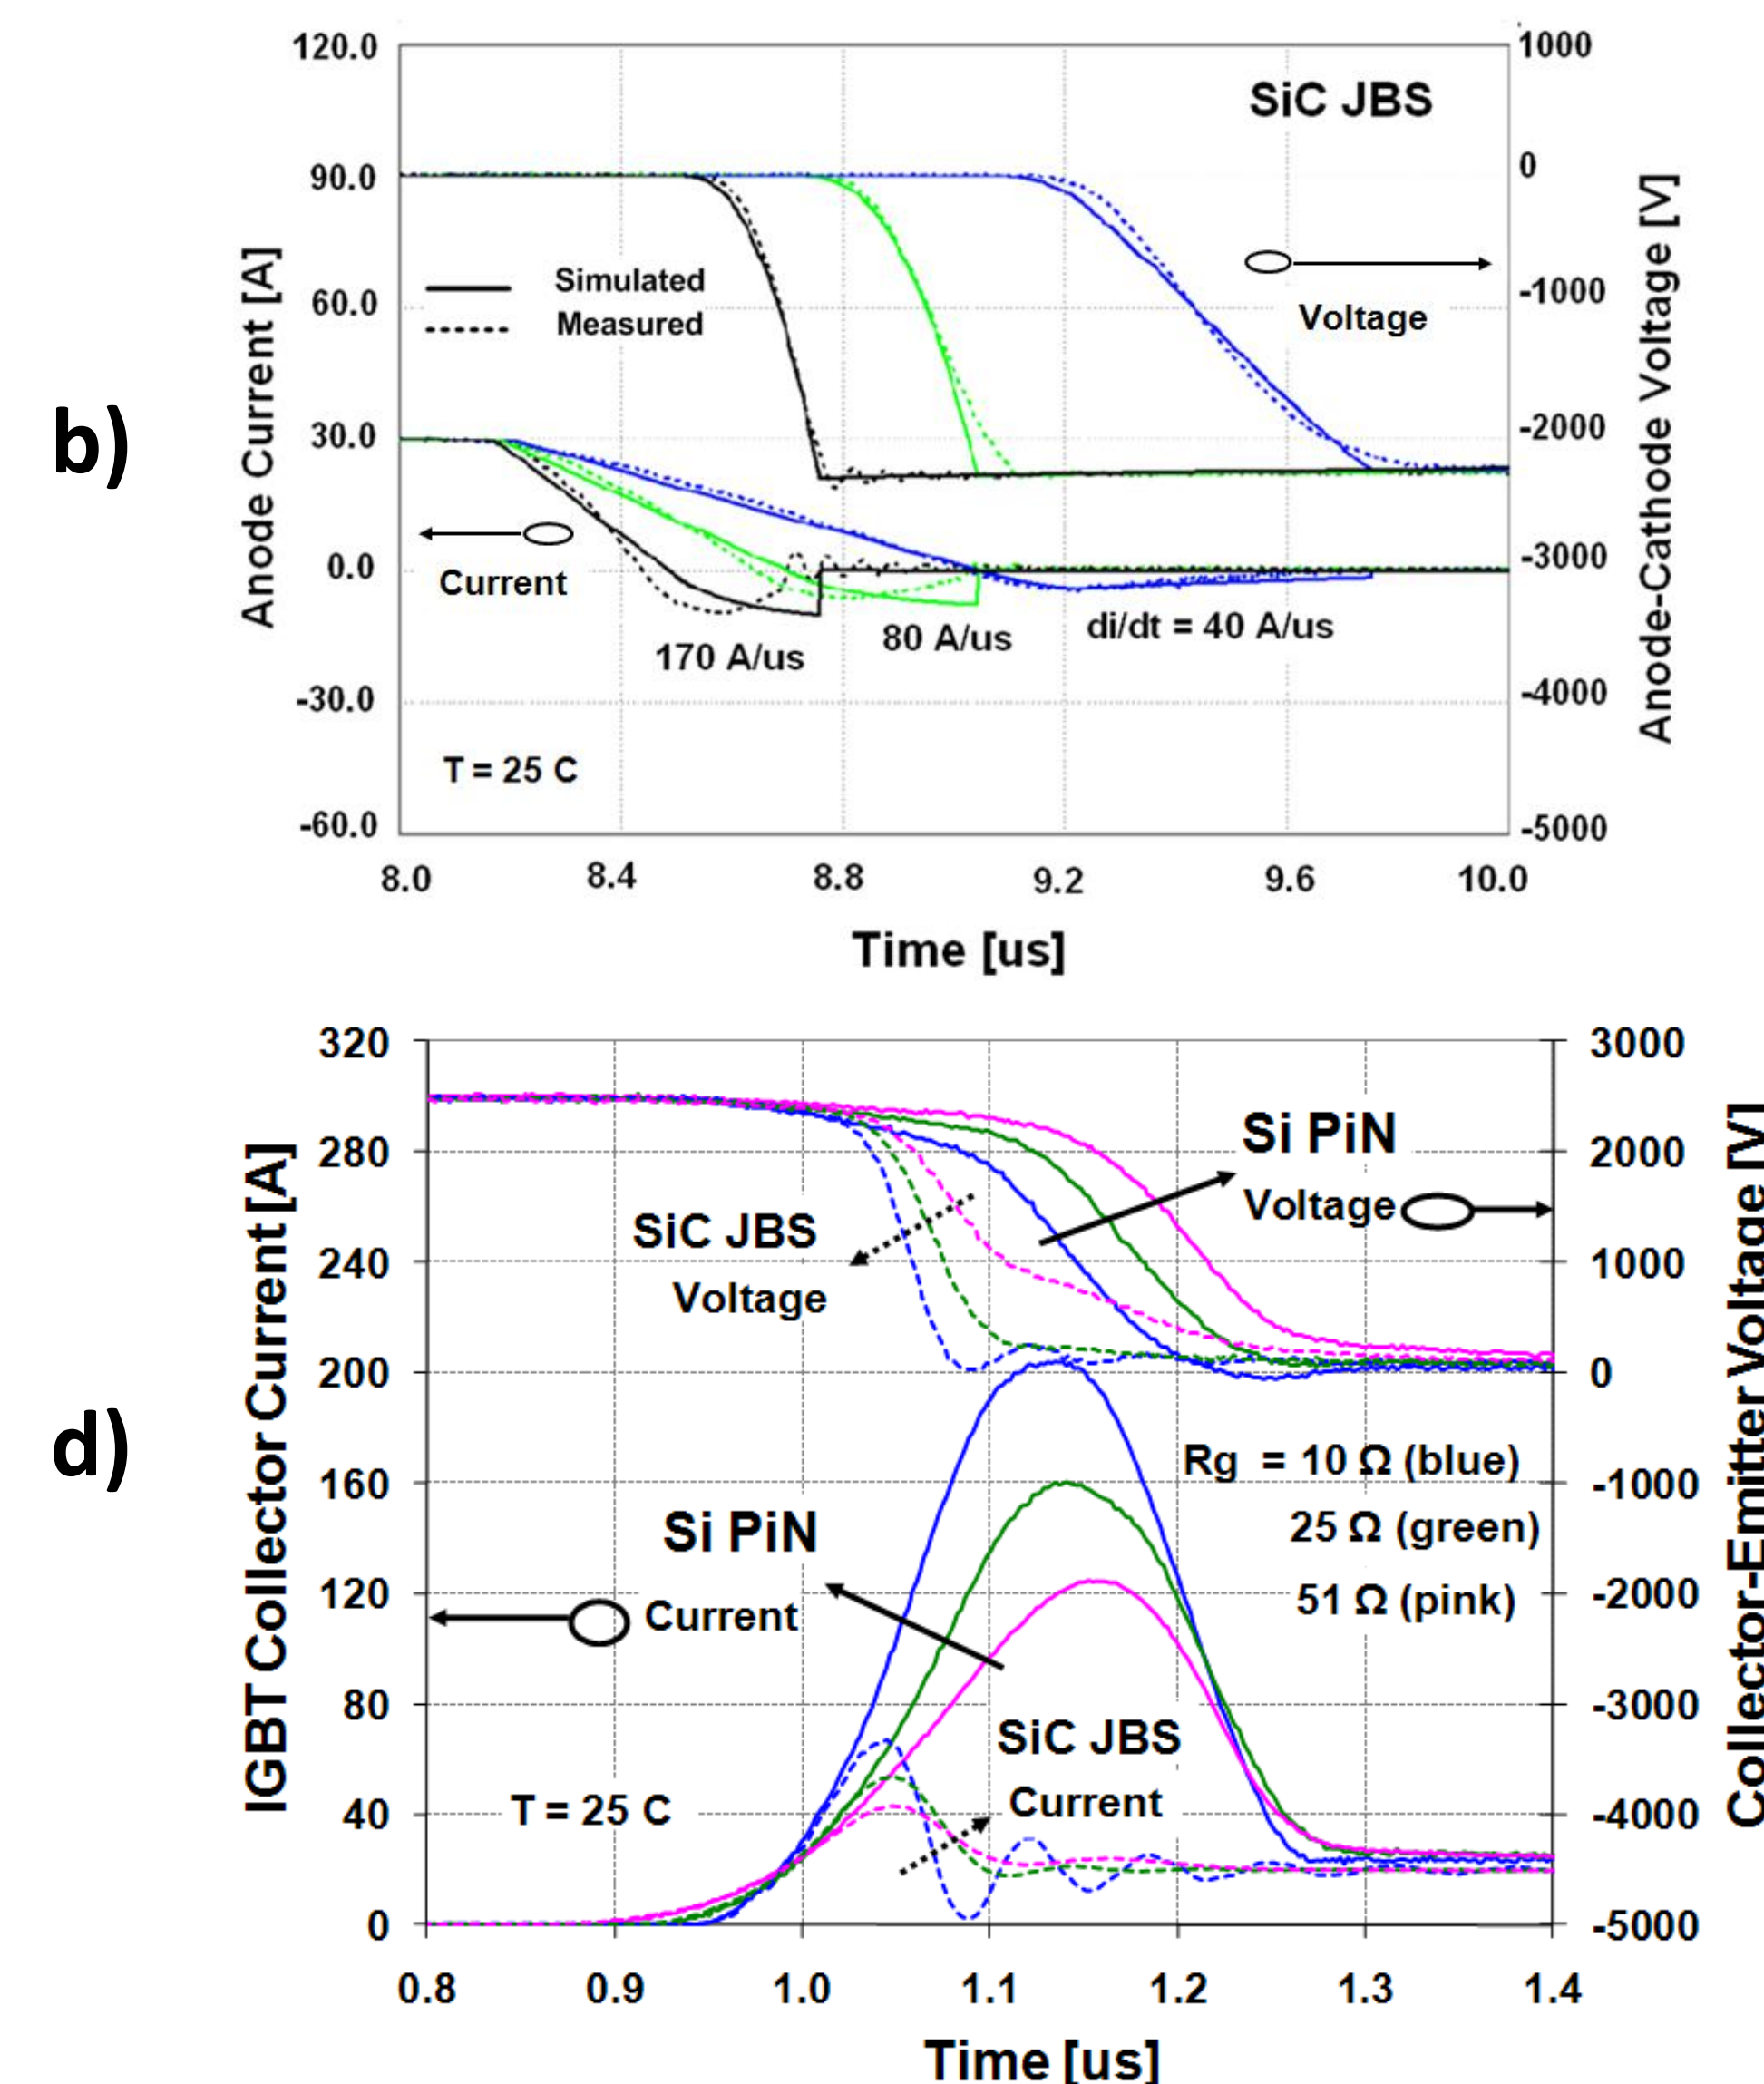 b)
120.0
90.0
60.0
30.0
0.0
-30.0
-60.0
Anode Current [A]
1000
0
-1000
-2000
-3000
-4000
-5000
Anode-Cathode Voltage [V]
SiC JBS
Simulated
Measured
Voltage
Current
170 A/us
80 A/us
di/dt = 40 A/us
T = 25 C
8.0 8.4 8.8 9.2 9.6 10.0
Time [us]
d)
320
280
240
200
160
120
80
40
0
IGBT Collector Current [A]
3000
2000
1000
0
-1000
-2000
-3000
-4000
-5000
Collector-Emitter Voltage [V]
Si PiN
Voltage
SiC JBS
Voltage
Rg = 10 Ω (blue)
25 Ω (green)
51 Ω (pink)
Si PiN
Current
SiC JBS
Current
T = 25 C
0.8 0.9 1.0 1.1 1.2 1.3 1.4
Time [us]